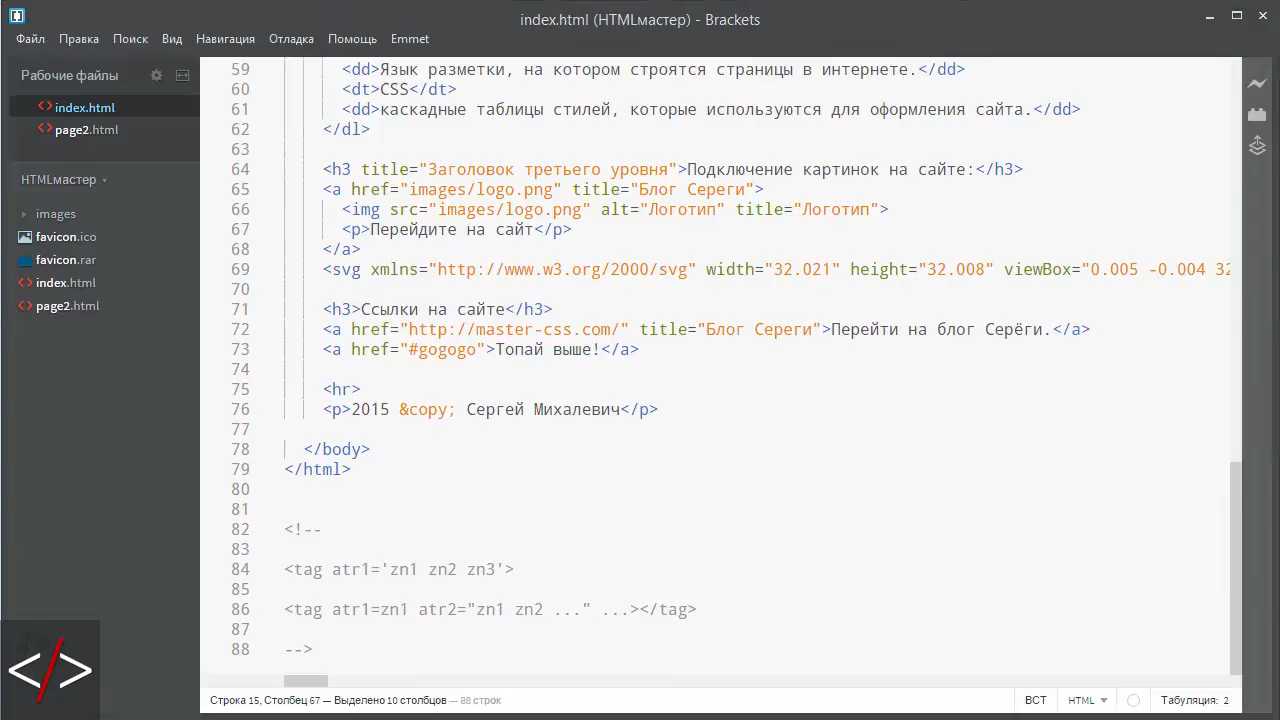 index.html (HTMLмастер) - Brackets
Файл Правка Поиск Вид Навигация Отладка Помощь Emmet
Рабочие файлы
index.html
page2.html
HTMLмастер
images
favicon.ico
favicon.rar
index.html
page2.html
59 <dd>Язык разметки, на котором строятся страницы в интернете.</dd>
60 <dt>CSS</dt>
61 <dd>каскадные таблицы стилей, которые используются для оформления сайта.</dd>
62 </dl>
63
64 <h3 title="Заголовок третьего уровня">Подключение картинок на сайте:</h3>
65 <a href="images/logo.png" title="Блог Сереги">
66 <img src="images/logo.png" alt="Логотип" title="Логотип">
67 <p>Перейдите на сайт</p>
68 </a>
69 <svg xmlns="http://www.w3.org/2000/svg" width="32.021" height="32.008" viewBox="0.005 -0.004 32
70
71 <h3>Ссылки на сайте</h3>
72 <a href="http://master-css.com/" title="Блог Сереги">Перейти на блог Серёги.</a>
73 <a href="#gogogo">Топай выше!</a>
74
75 <hr>
76 <p>2015 &copy; Сергей Михалевич</p>
77
78 </body>
79 </html>
80
81
82 <!--
83
84 <tag atr1='zn1 zn2 zn3'>
85
86 <tag atr1=zn1 atr2="zn1 zn2 ..." ...></tag>
87
88 -->
</>
Строка 15, Столбец 67 — Выделено 10 столбцов — 88 строк ВСТ HTML Табуляция: 2